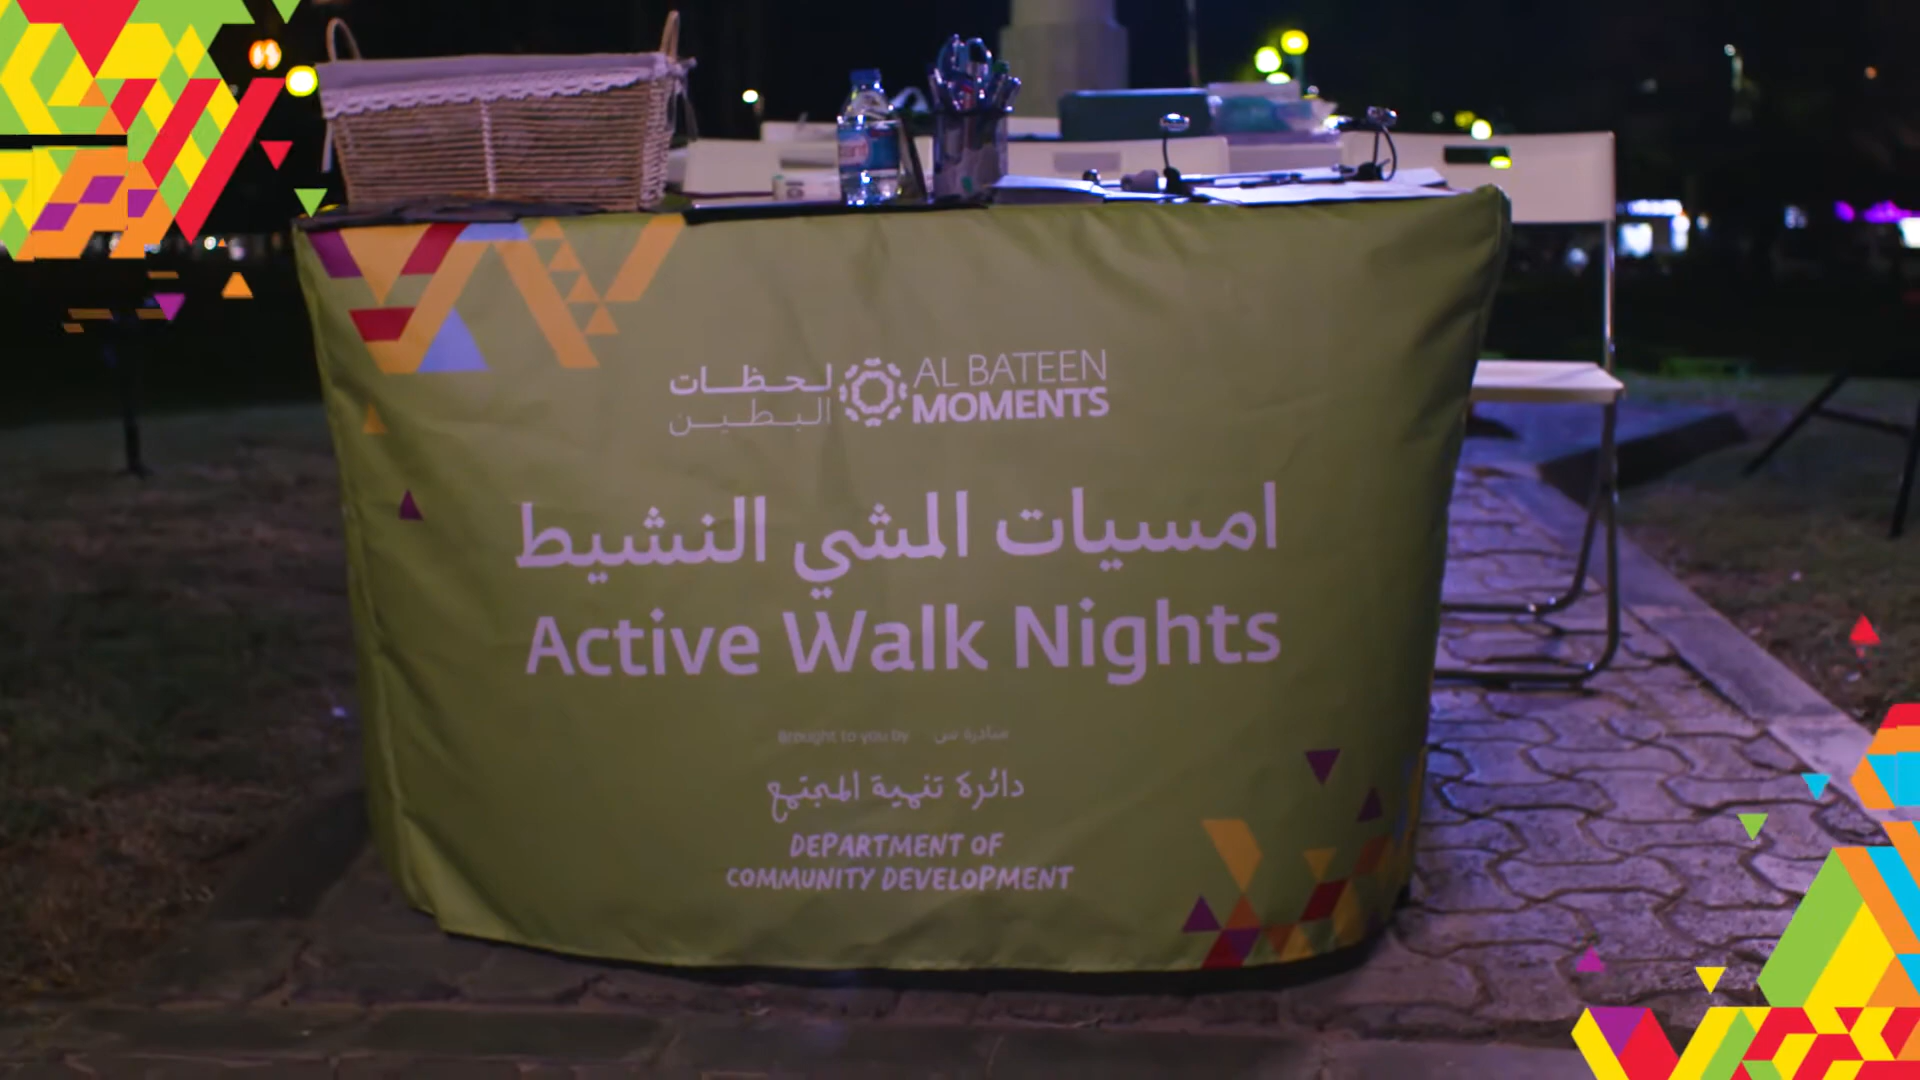 لحظات
البطين
AL BATEEN
MOMENTS
امسيات المشي النشيط
Active Walk Nights
Brought to you by
دائرة تنمية المجتمع
DEPARTMENT OF
COMMUNITY DEVELOPMENT